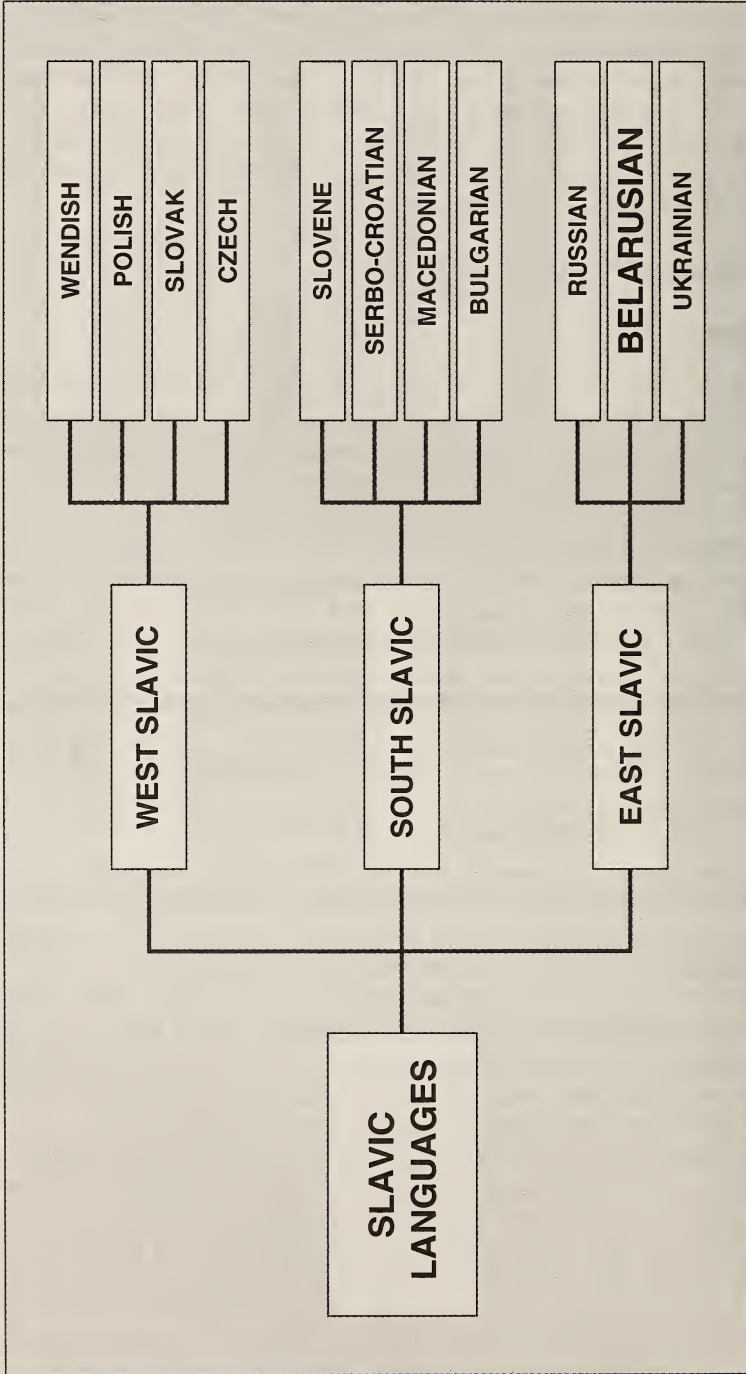 SLAVIC
LANGUAGES
WEST SLAVIC
WENDISH
POLISH
SLOVAK
CZECH
SOUTH SLAVIC
SLOVENE
SERBO-CROATIAN
MACEDONIAN
BULGARIAN
EAST SLAVIC
RUSSIAN
BELARUSIAN
UKRAINIAN